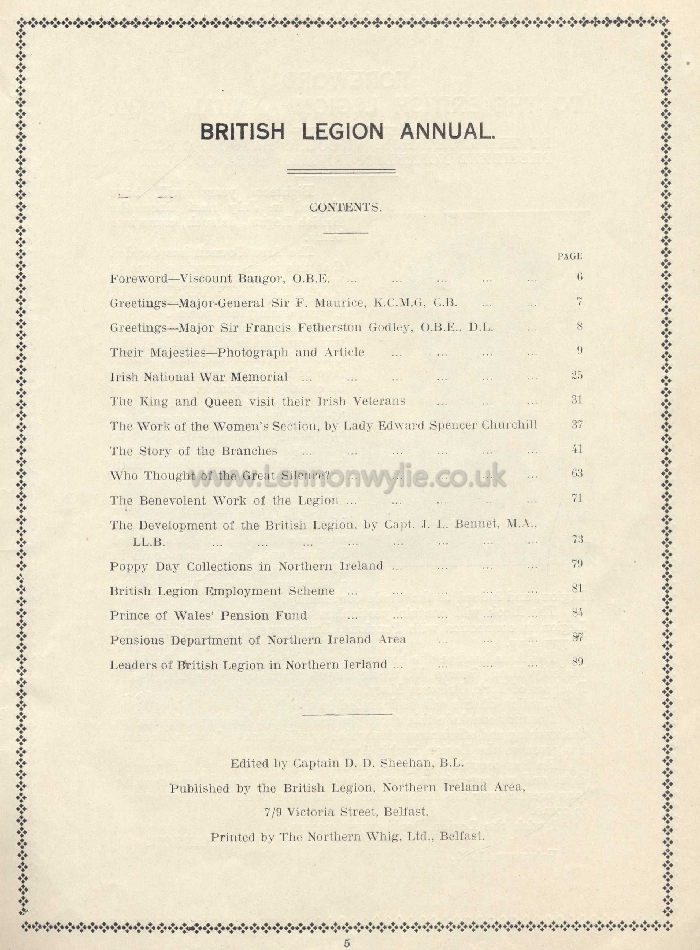 BRITISH LEGION ANNUAL.
CONTENTS.
PAGE
Foreword—Viscount Bangor, O.B.E. ... ... ... ... ... 6
Greetings—Major-General Sir F. Maurice, K.C.M.G, C.B. ... ... 7
Greetings—Major Sir Francis Fetherston Godley, O.B.E., D.L. ... 8
Their Majesties—Photograph and Article ... ... ... ... 9
Irish National War Memorial ... ... ... ... ... ... 25
The King and Queen visit their Irish Veterans ... ... ... 31
The Work of the Women's Section, by Lady Edward Spencer Churchill 37
The Story of the Branches ... ... ... ... ... ... 41
Who Thought of the Great Silence? ... ... ... ... 63
www.Lennonwylie.co.uk
The Benevolent Work of the Legion ... ... ... ... ... 71
The Development of the British Legion, by Capt. J. L. Bennet, M.A.,
LL.B. ... ... ... ... ... ... ... ... 73
Poppy Day Collections in Northern Ireland ... ... ... ... 79
British Legion Employment Scheme ... ... ... ... ... 81
Prince of Wales' Pension Fund ... ... ... ... ... 84
Pensions Department of Northern Ireland Area ... ... ... 87
Leaders of British Legion in Northern Ierland ... ... ... ... 89
Edited by Captain D. D. Sheehan, B.L.
Published by the British Legion, Northern Ireland Area,
7/9 Victoria Street, Belfast.
Printed by The Northern Whig, Ltd., Belfast.
5